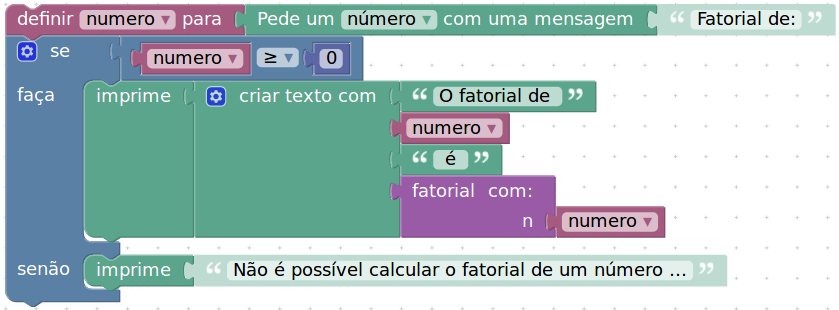 definir numero ▾ para Pede um número ▾ com uma mensagem “ Fatorial de: ”
se numero ▾ ≥ ▾ 0
faça imprime criar texto com “ O fatorial de ”
numero ▾
“ é ”
fatorial com:
n numero ▾
senão imprime “ Não é possível calcular o fatorial de um número ... ”